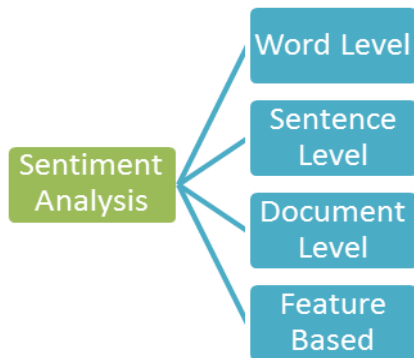 Word Level
Sentence
Level
Sentiment
Analysis
Document
Level
Feature
Based